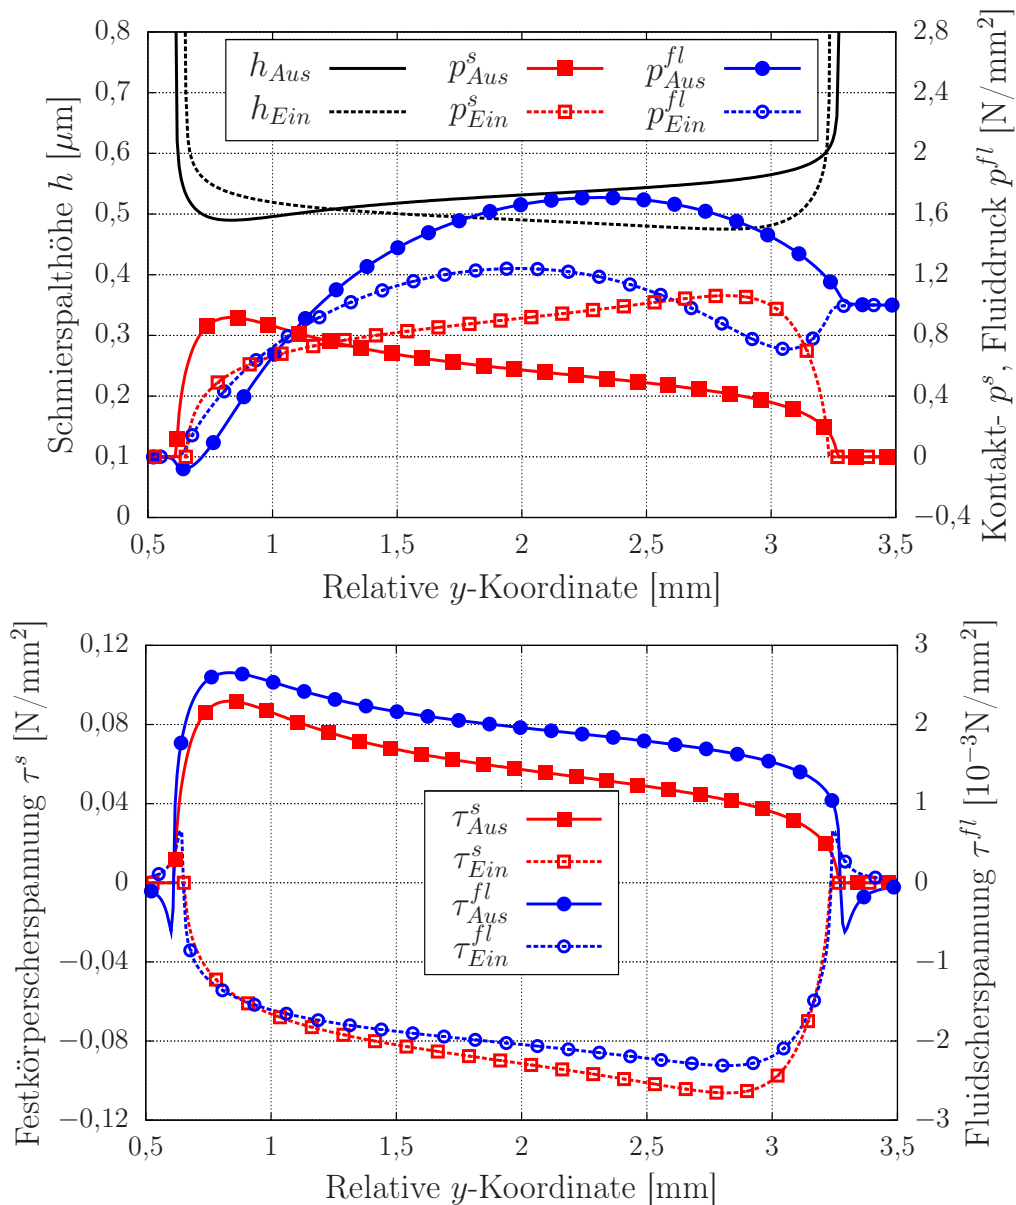 0,8
0,7
0,6
0,5
0,4
0,3
0,2
0,1
0
Schmierspalthöhe h [μm]
h_Aus
h_Ein
p^s_Aus
p^s_Ein
p^fl_Aus
p^fl_Ein
2,8
2,4
2
1,6
1,2
0,8
0,4
0
−0,4
Kontakt- p^s, Fluiddruck p^fl [N/mm²]
0,5 1 1,5 2 2,5 3 3,5
Relative y-Koordinate [mm]
0,12
0,08
0,04
0
−0,04
−0,08
−0,12
Festkörperscherspannung τ^s [N/mm²]
τ^s_Aus
τ^s_Ein
τ^fl_Aus
τ^fl_Ein
3
2
1
0
−1
−2
−3
Fluidscherspannung τ^fl [10⁻³N/mm²]
0,5 1 1,5 2 2,5 3 3,5
Relative y-Koordinate [mm]